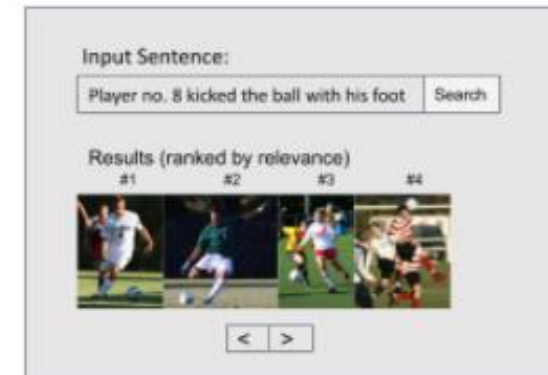 Input Sentence:
Player no. 8 kicked the ball with his foot Search
Results (ranked by relevance)
#1 #2 #3 #4
< >